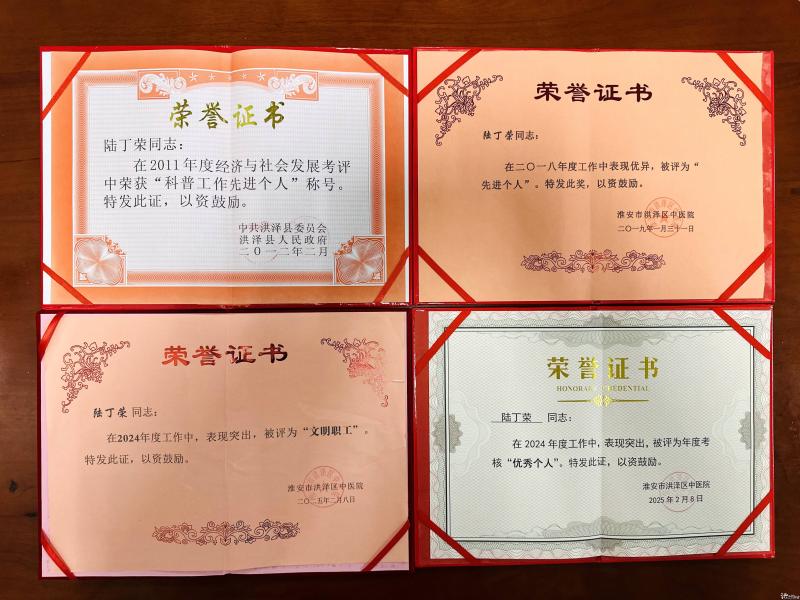 荣誉证书
陆丁荣同志：
在2011年度经济与社会发展考评
中荣获“科普工作先进个人”称号。
特发此证，以资鼓励。
中共洪泽县委员会
洪泽县人民政府
二〇一二年二月
荣誉证书
陆丁荣同志：
在二〇一八年度工作中表现优异，被评为“
先进个人”。特发此奖，以资鼓励。
淮安市洪泽区中医院
二〇一九年一月三十一日
荣誉证书
陆丁荣 同志：
在2024年度工作中，表现突出，被评为“文明职工”。
特发此证，以资鼓励。
淮安市洪泽区中医院
二〇二五年二月八日
荣誉证书
HONORARY CREDENTIAL
陆丁荣 同志：
在 2024 年度工作中，表现突出，被评为年度考
核“优秀个人”。特发此证，以资鼓励。
淮安市洪泽区中医院
2025 年 2 月 8 日